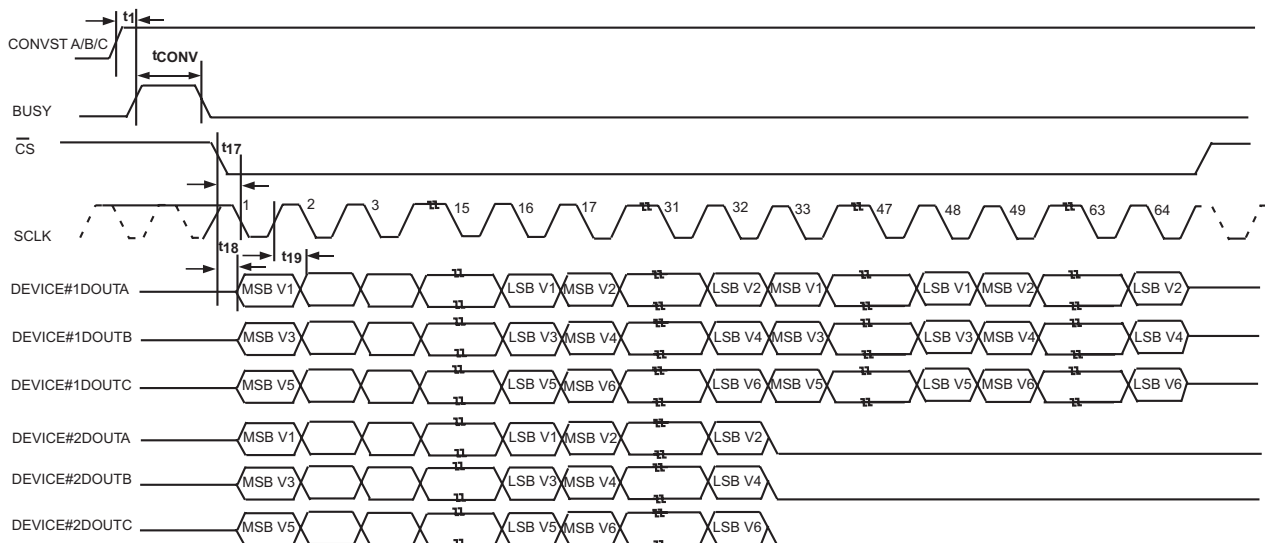 t1
CONVST A/B/C
tCONV
BUSY
CS
t17
1 2 3 15 16 17 31 32 33 47 48 49 63 64
SCLK
t18
t19
DEVICE#1DOUTA MSB V1 LSB V1 MSB V2 LSB V2 MSB V1 LSB V1 MSB V2 LSB V2
DEVICE#1DOUTB MSB V3 LSB V3 MSB V4 LSB V4 MSB V3 LSB V3 MSB V4 LSB V4
DEVICE#1DOUTC MSB V5 LSB V5 MSB V6 LSB V6 MSB V5 LSB V5 MSB V6 LSB V6
DEVICE#2DOUTA MSB V1 LSB V1 MSB V2 LSB V2
DEVICE#2DOUTB MSB V3 LSB V3 MSB V4 LSB V4
DEVICE#2DOUTC MSB V5 LSB V5 MSB V6 LSB V6